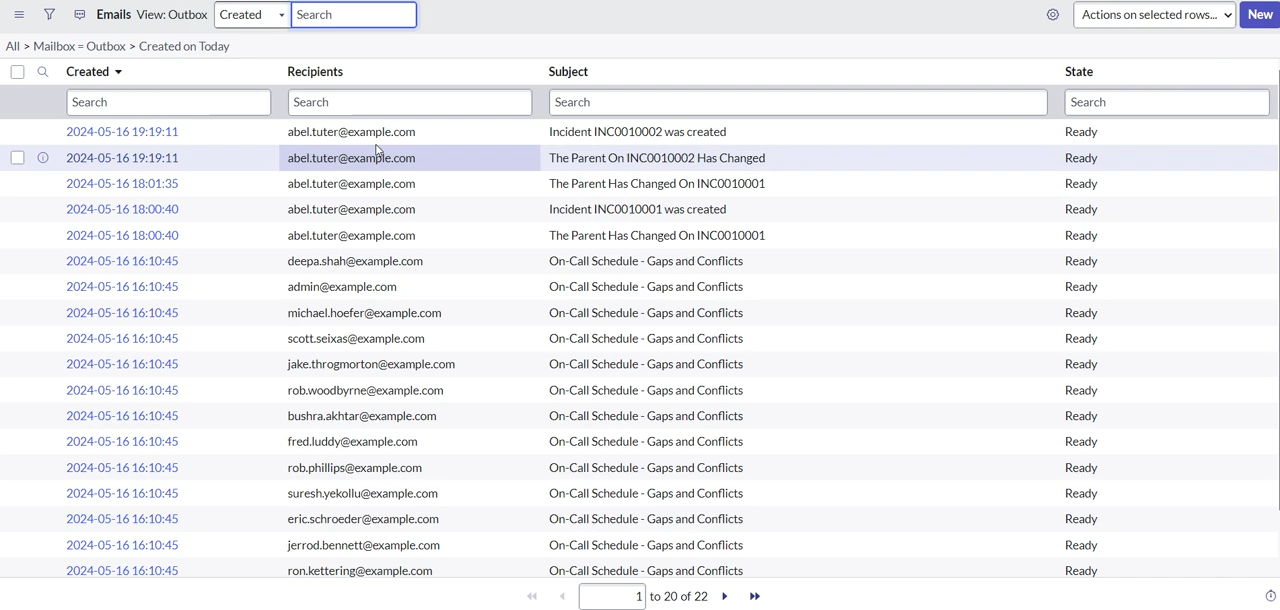 Emails View: Outbox Created Search Actions on selected rows... New
All > Mailbox = Outbox > Created on Today
Created Recipients Subject State
Search Search Search Search
2024-05-16 19:19:11 abel.tuter@example.com Incident INC0010002 was created Ready
2024-05-16 19:19:11 abel.tuter@example.com The Parent On INC0010002 Has Changed Ready
2024-05-16 18:01:35 abel.tuter@example.com The Parent Has Changed On INC0010001 Ready
2024-05-16 18:00:40 abel.tuter@example.com Incident INC0010001 was created Ready
2024-05-16 18:00:40 abel.tuter@example.com The Parent Has Changed On INC0010001 Ready
2024-05-16 16:10:45 deepa.shah@example.com On-Call Schedule - Gaps and Conflicts Ready
2024-05-16 16:10:45 admin@example.com On-Call Schedule - Gaps and Conflicts Ready
2024-05-16 16:10:45 michael.hoefer@example.com On-Call Schedule - Gaps and Conflicts Ready
2024-05-16 16:10:45 scott.seixas@example.com On-Call Schedule - Gaps and Conflicts Ready
2024-05-16 16:10:45 jake.throgmorton@example.com On-Call Schedule - Gaps and Conflicts Ready
2024-05-16 16:10:45 rob.woodbyrne@example.com On-Call Schedule - Gaps and Conflicts Ready
2024-05-16 16:10:45 bushra.akhtar@example.com On-Call Schedule - Gaps and Conflicts Ready
2024-05-16 16:10:45 fred.luddy@example.com On-Call Schedule - Gaps and Conflicts Ready
2024-05-16 16:10:45 rob.phillips@example.com On-Call Schedule - Gaps and Conflicts Ready
2024-05-16 16:10:45 suresh.yekollu@example.com On-Call Schedule - Gaps and Conflicts Ready
2024-05-16 16:10:45 eric.schroeder@example.com On-Call Schedule - Gaps and Conflicts Ready
2024-05-16 16:10:45 jerrod.bennett@example.com On-Call Schedule - Gaps and Conflicts Ready
2024-05-16 16:10:45 ron.kettering@example.com On-Call Schedule - Gaps and Conflicts Ready
1 to 20 of 22